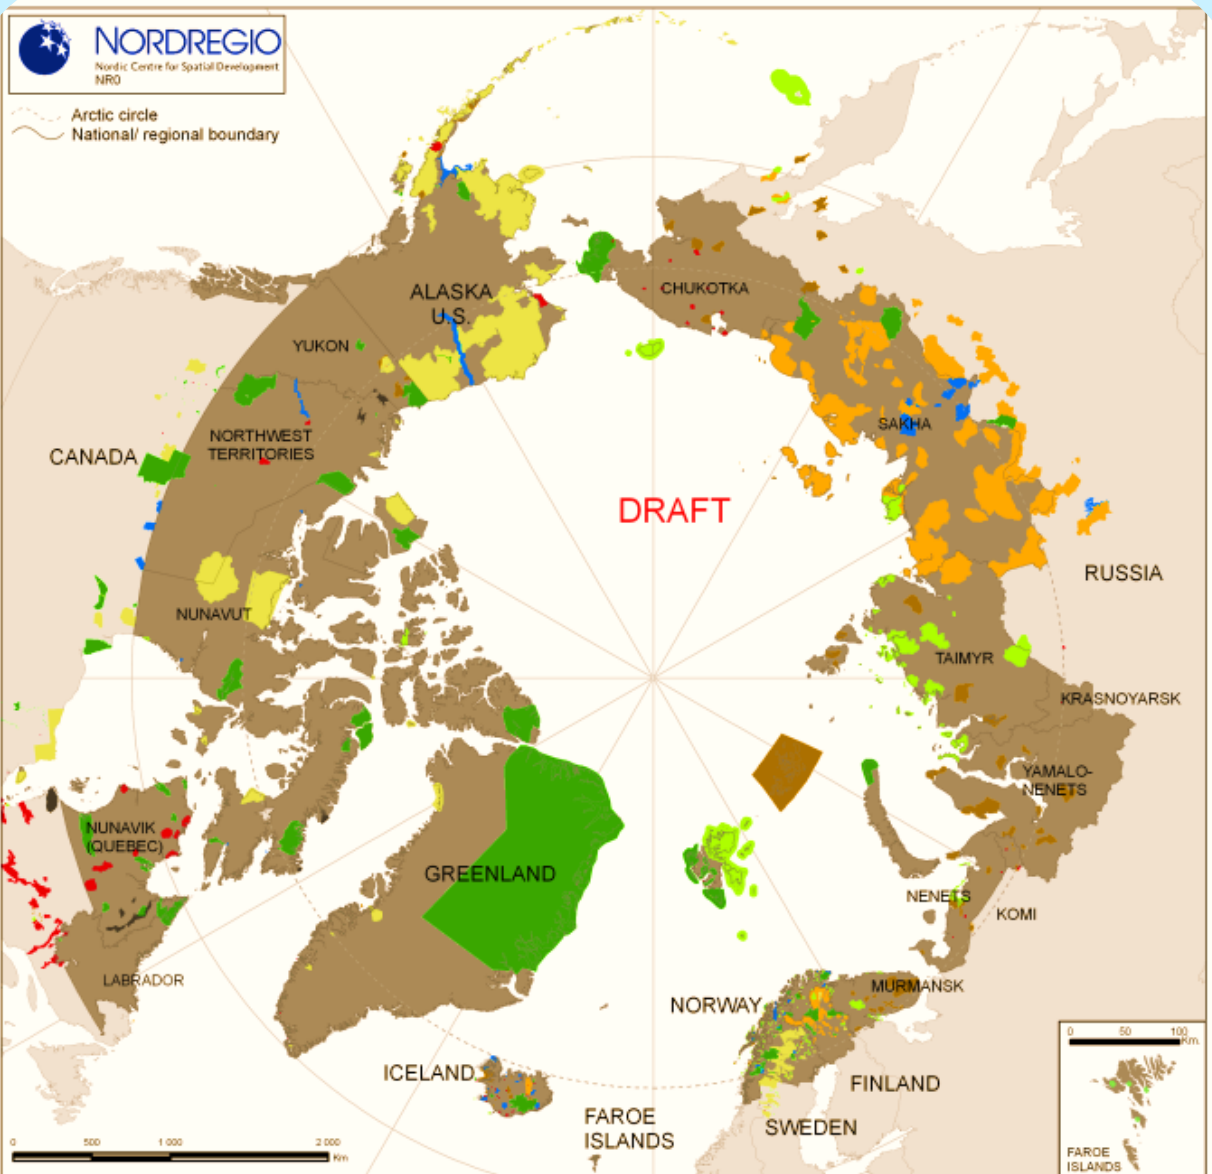 NORDREGIO
Nordic Centre for Spatial Development
NR0
Arctic circle
National/ regional boundary
ALASKA
U.S.
CHUKOTKA
YUKON
SAKHA
NORTHWEST
TERRITORIES
CANADA
DRAFT
RUSSIA
NUNAVUT
TAIMYR
KRASNOYARSK
YAMALO-
NENETS
NUNAVIK
(QUEBEC)
GREENLAND
NENETS
KOMI
LABRADOR
MURMANSK
NORWAY
ICELAND
FINLAND
FAROE
ISLANDS
SWEDEN
0 50 100
Km.
FAROE
ISLANDS
0 500 1 000 2 000
Km